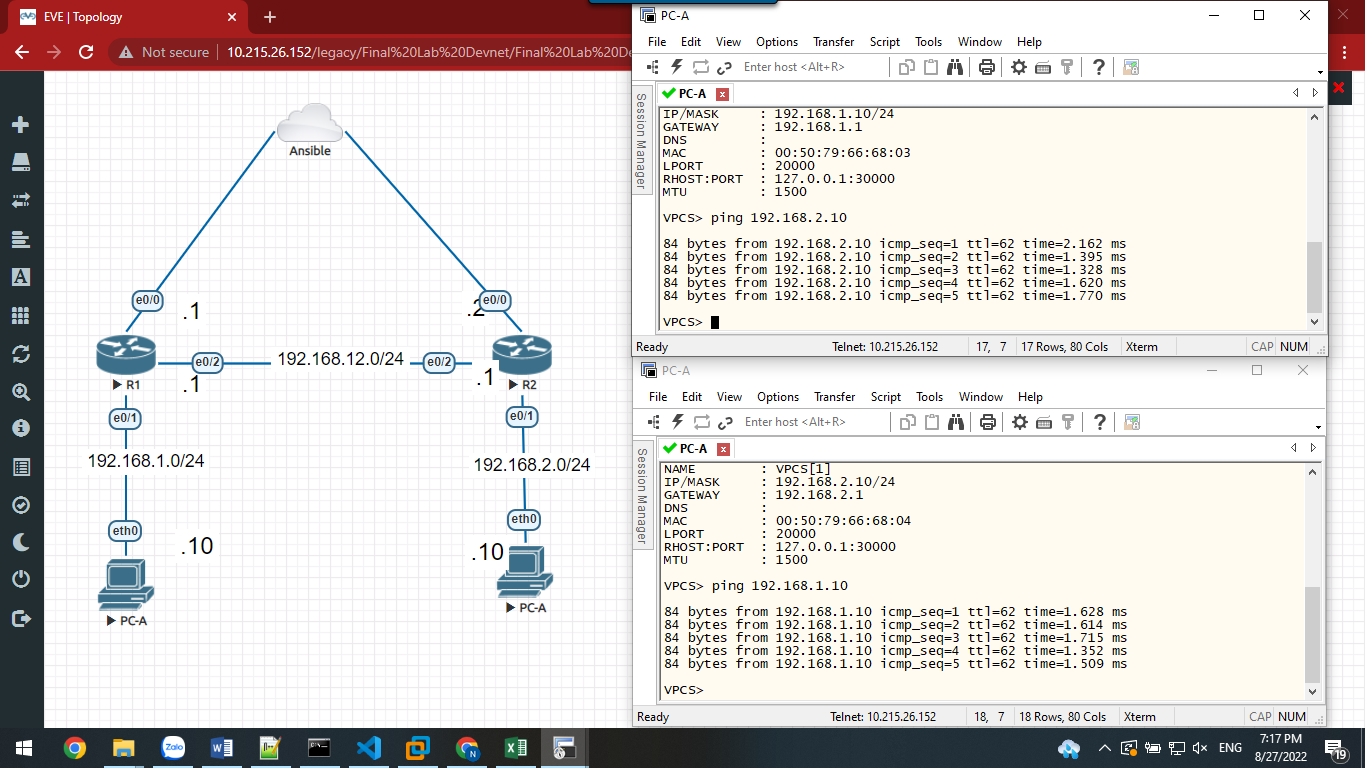 EVE | Topology
Not secure
10.215.26.152/legacy/Final%20Lab%20Devnet/Final%20Lab%20De
Ansible
e0/0
.1
.2
e0/0
e0/2
192.168.12.0/24
e0/2
R1
.1
.1
R2
e0/1
e0/1
192.168.1.0/24
192.168.2.0/24
eth0
eth0
.10
.10
PC-A
PC-A
PC-A
File Edit View Options Transfer Script Tools Window Help
Enter host <Alt+R>
Session Manager
PC-A
IP/MASK : 192.168.1.10/24
GATEWAY : 192.168.1.1
DNS :
MAC : 00:50:79:66:68:03
LPORT : 20000
RHOST:PORT : 127.0.0.1:30000
MTU : 1500
VPCS> ping 192.168.2.10
84 bytes from 192.168.2.10 icmp_seq=1 ttl=62 time=2.162 ms
84 bytes from 192.168.2.10 icmp_seq=2 ttl=62 time=1.395 ms
84 bytes from 192.168.2.10 icmp_seq=3 ttl=62 time=1.328 ms
84 bytes from 192.168.2.10 icmp_seq=4 ttl=62 time=1.620 ms
84 bytes from 192.168.2.10 icmp_seq=5 ttl=62 time=1.770 ms
VPCS>
Ready Telnet: 10.215.26.152 17, 7 17 Rows, 80 Cols Xterm CAP NUM
PC-A
File Edit View Options Transfer Script Tools Window Help
Enter host <Alt+R>
Session Manager
PC-A
NAME : VPCS[1]
IP/MASK : 192.168.2.10/24
GATEWAY : 192.168.2.1
DNS :
MAC : 00:50:79:66:68:04
LPORT : 20000
RHOST:PORT : 127.0.0.1:30000
MTU : 1500
VPCS> ping 192.168.1.10
84 bytes from 192.168.1.10 icmp_seq=1 ttl=62 time=1.628 ms
84 bytes from 192.168.1.10 icmp_seq=2 ttl=62 time=1.614 ms
84 bytes from 192.168.1.10 icmp_seq=3 ttl=62 time=1.715 ms
84 bytes from 192.168.1.10 icmp_seq=4 ttl=62 time=1.352 ms
84 bytes from 192.168.1.10 icmp_seq=5 ttl=62 time=1.509 ms
VPCS>
Ready Telnet: 10.215.26.152 18, 7 18 Rows, 80 Cols Xterm CAP NUM
Zalo
ENG
7:17 PM
8/27/2022
19